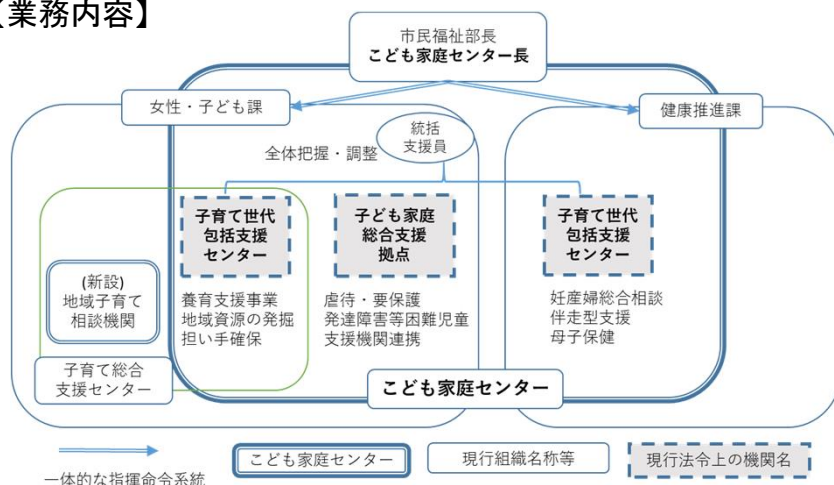 【業務内容】
市民福祉部長
こども家庭センター長
女性・子ども課
健康推進課
統括
支援員
全体把握・調整
子育て世代
包括支援
センター
子ども家庭
総合支援
拠点
子育て世代
包括支援
センター
(新設)
地域子育て
相談機関
養育支援事業
地域資源の発掘
担い手確保
虐待・要保護
発達障害等困難児童
支援機関連携
妊産婦総合相談
伴走型支援
母子保健
子育て総合
支援センター
こども家庭センター
一体的な指揮命令系統
こども家庭センター
現行組織名称等
現行法令上の機関名